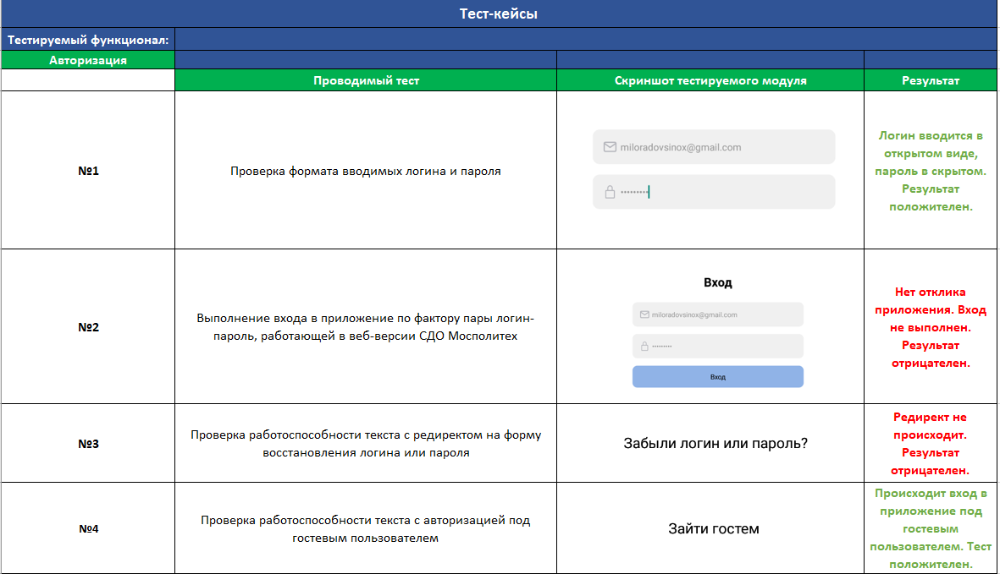 Тест-кейсы
Тестируемый функционал:
Авторизация
Проводимый тест
Скриншот тестируемого модуля
Результат
№1
Проверка формата вводимых логина и пароля
miloradovsinox@gmail.com
•••••••••
Логин вводится в
открытом виде,
пароль в скрытом.
Результат
положителен.
№2
Выполнение входа в приложение по фактору пары логин-
пароль, работающей в веб-версии СДО Мосполитех
Вход
miloradovsinox@gmail.com
•••••••••
Вход
Нет отклика
приложения. Вход
не выполнен.
Результат
отрицателен.
№3
Проверка работоспособности текста с редиректом на форму
восстановления логина или пароля
Забыли логин или пароль?
Редирект не
происходит.
Результат
отрицателен.
№4
Проверка работоспособности текста с авторизацией под
гостевым пользователем
Зайти гостем
Происходит вход в
приложение под
гостевым
пользователем. Тест
положителен.